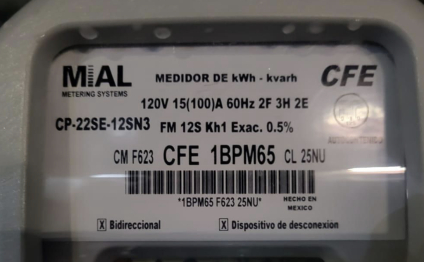 MIAL
METERING SYSTEMS
MEDIDOR DE kWh - kvarh
CFE
120V 15(100)A 60Hz 2F 3H 2E
CP-22SE-12SN3
FM 12S Kh1 Exac. 0.5%
CM F623 CFE 1BPM65 CL 25NU
*1BPM65 F623 25NU*
HECHO EN
MEXICO
X Bidireccional
X Dispositivo de desconexión